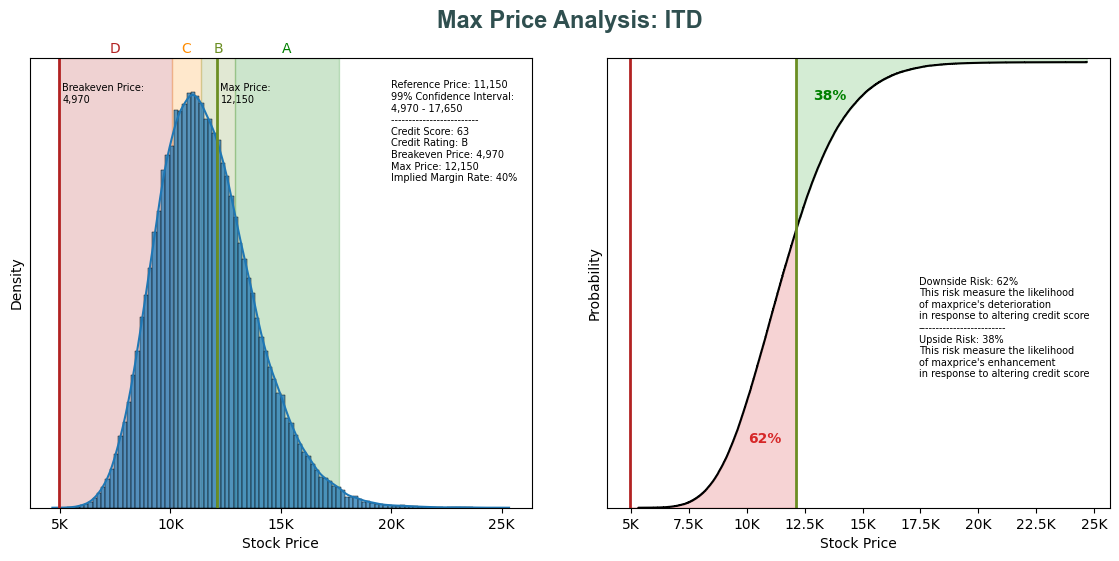 Max Price Analysis: ITD
D C B A
Breakeven Price:
4,970
Max Price:
12,150
Reference Price: 11,150
99% Confidence Interval:
4,970 - 17,650
-------------------------
Credit Score: 63
Credit Rating: B
Breakeven Price: 4,970
Max Price: 12,150
Implied Margin Rate: 40%
Density
5K 10K 15K 20K 25K
Stock Price
38%
62%
Downside Risk: 62%
This risk measure the likelihood
of maxprice's deterioration
in response to altering credit score
-------------------------
Upside Risk: 38%
This risk measure the likelihood
of maxprice's enhancement
in response to altering credit score
Probability
5K 7.5K 10K 12.5K 15K 17.5K 20K 22.5K 25K
Stock Price